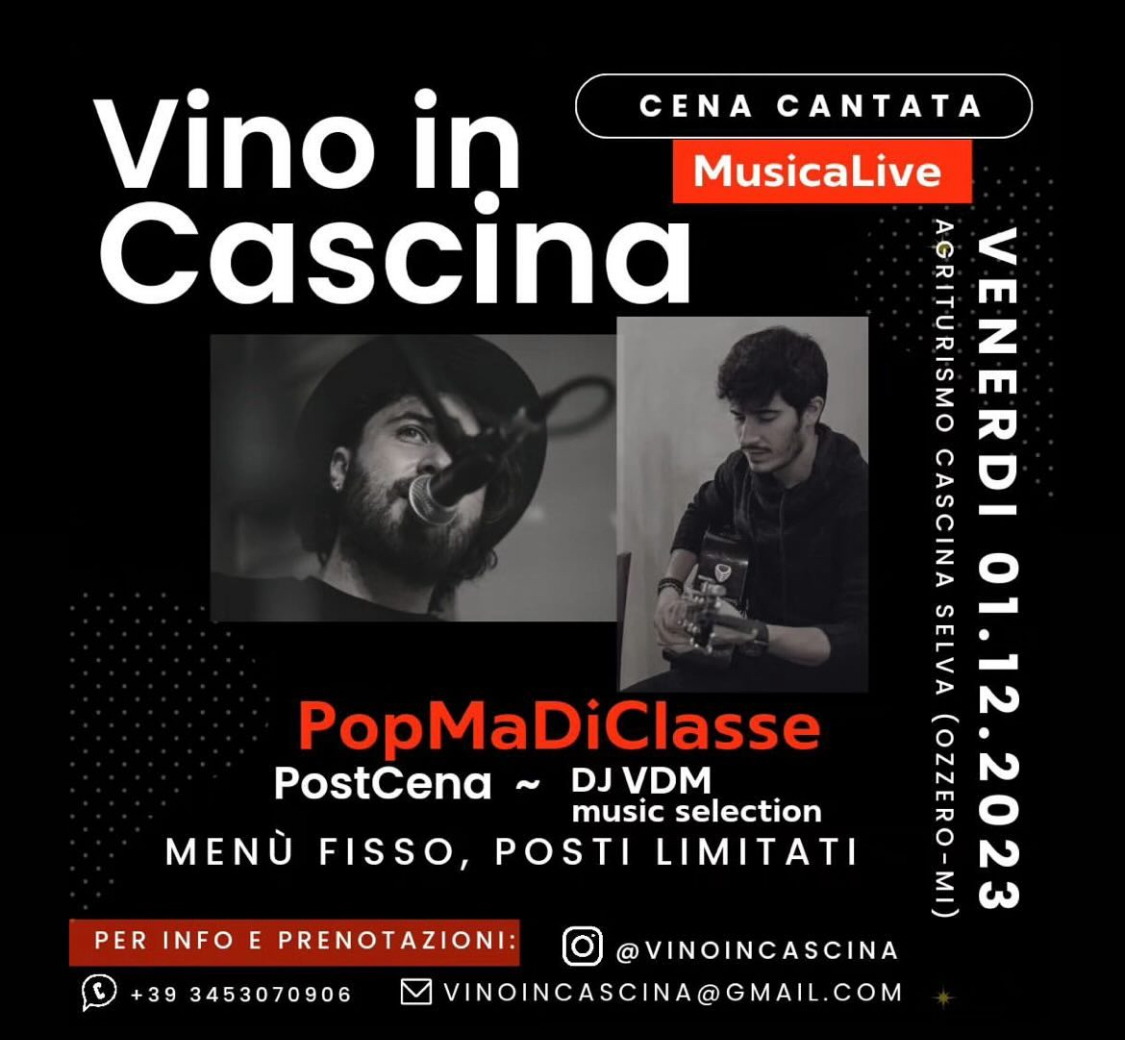 Vino in
Cascina
CENA CANTATA
MusicaLive
VENERDI 01.12.2023
AGRITURISMO CASCINA SELVA (OZZERO-MI)
PopMaDiClasse
PostCena ~ DJ VDM
music selection
MENÙ FISSO, POSTI LIMITATI
PER INFO E PRENOTAZIONI:
@VINOINCASCINA
+39 3453070906
VINOINCASCINA@GMAIL.COM